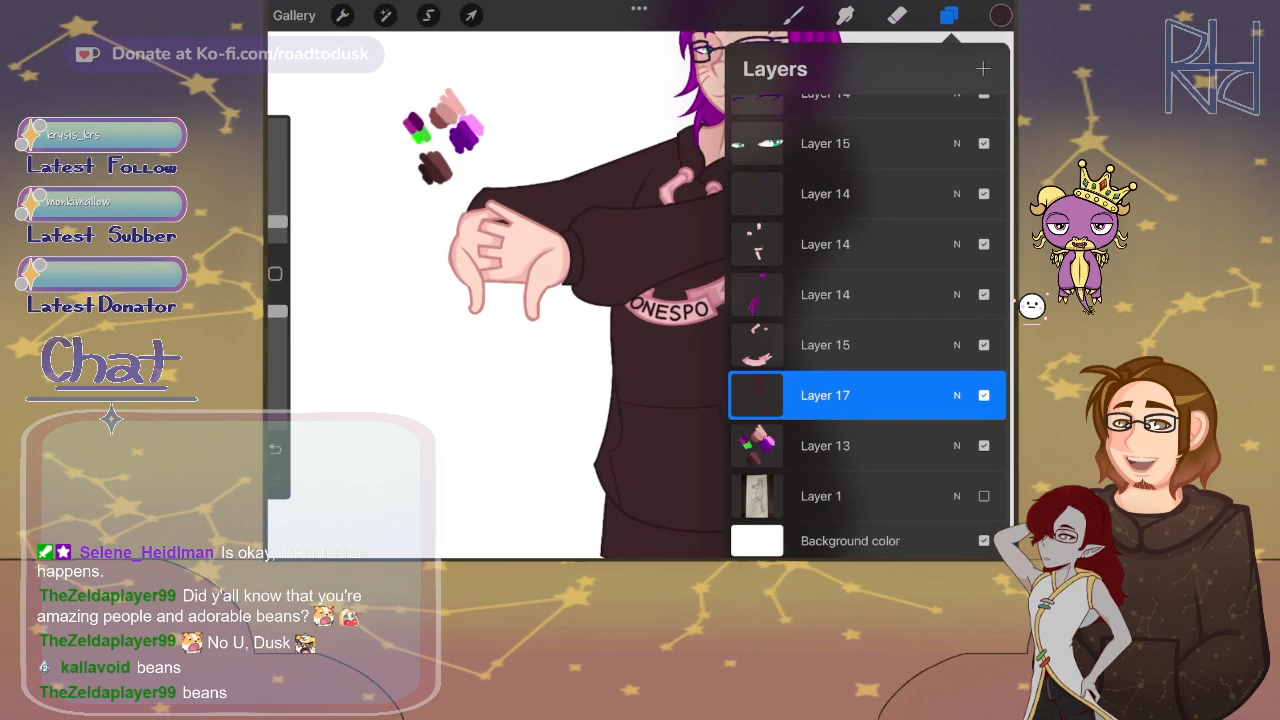 Gallery
Donate at Ko-fi.com/roadtodusk
krysis_krs
Latest Follow
monkimallow
Latest Subber
Latest Donator
Chat
Selene_Heidlman Is okay,
happens.
TheZeldaplayer99 Did y'all know that you're
amazing people and adorable beans?
TheZeldaplayer99 No U, Dusk
kallavoid beans
TheZeldaplayer99 beans
ONESPO
Layers
Layer 14
Layer 15 N
Layer 14 N
Layer 14 N
Layer 14 N
Layer 15 N
Layer 17 N
Layer 13 N
Layer 1 N
Background color